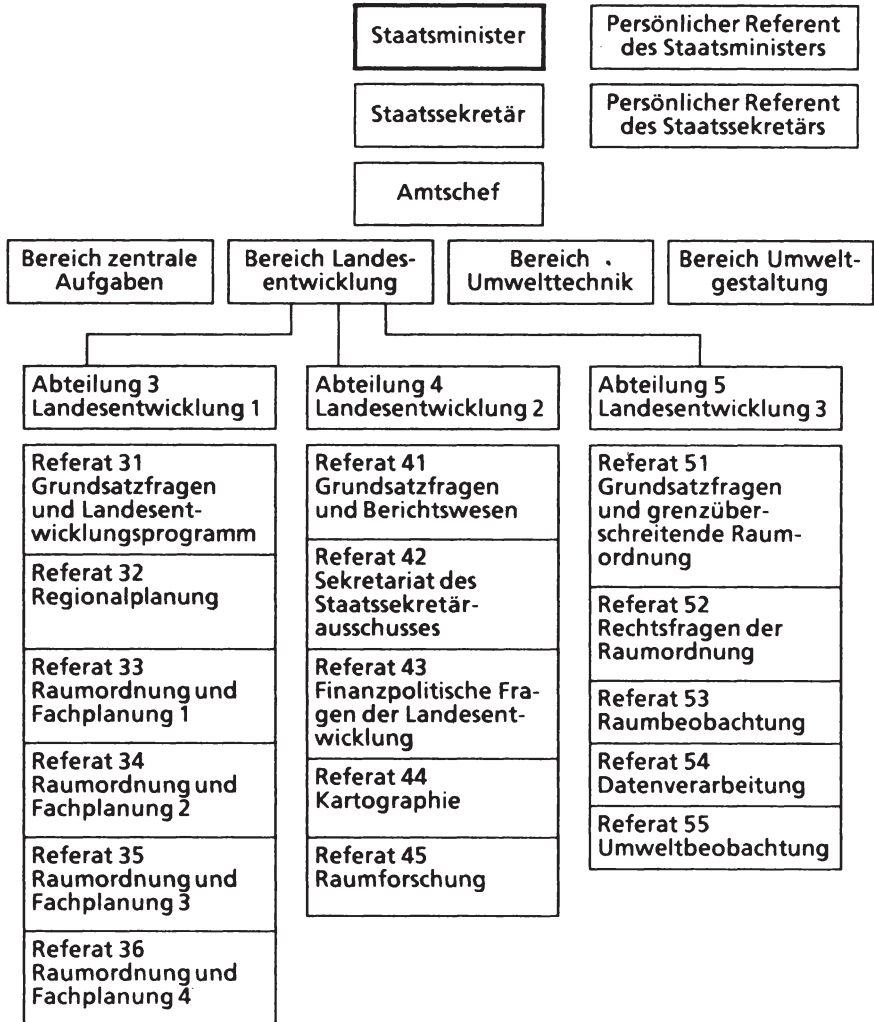 Staatsminister
Persönlicher Referent
des Staatsministers
Staatssekretär
Persönlicher Referent
des Staatssekretärs
Amtschef
Bereich zentrale
Aufgaben
Bereich Landes-
entwicklung
Bereich
Umwelttechnik
Bereich Umwelt-
gestaltung
Abteilung 3
Landesentwicklung 1
Referat 31
Grundsatzfragen
und Landesent-
wicklungsprogramm
Referat 32
Regionalplanung
Referat 33
Raumordnung und
Fachplanung 1
Referat 34
Raumordnung und
Fachplanung 2
Referat 35
Raumordnung und
Fachplanung 3
Referat 36
Raumordnung und
Fachplanung 4
Abteilung 4
Landesentwicklung 2
Referat 41
Grundsatzfragen
und Berichtswesen
Referat 42
Sekretariat des
Staatssekretär-
ausschusses
Referat 43
Finanzpolitische Fra-
gen der Landesent-
wicklung
Referat 44
Kartographie
Referat 45
Raumforschung
Abteilung 5
Landesentwicklung 3
Referat 51
Grundsatzfragen
und grenzüber-
schreitende Raum-
ordnung
Referat 52
Rechtsfragen der
Raumordnung
Referat 53
Raumbeobachtung
Referat 54
Datenverarbeitung
Referat 55
Umweltbeobachtung